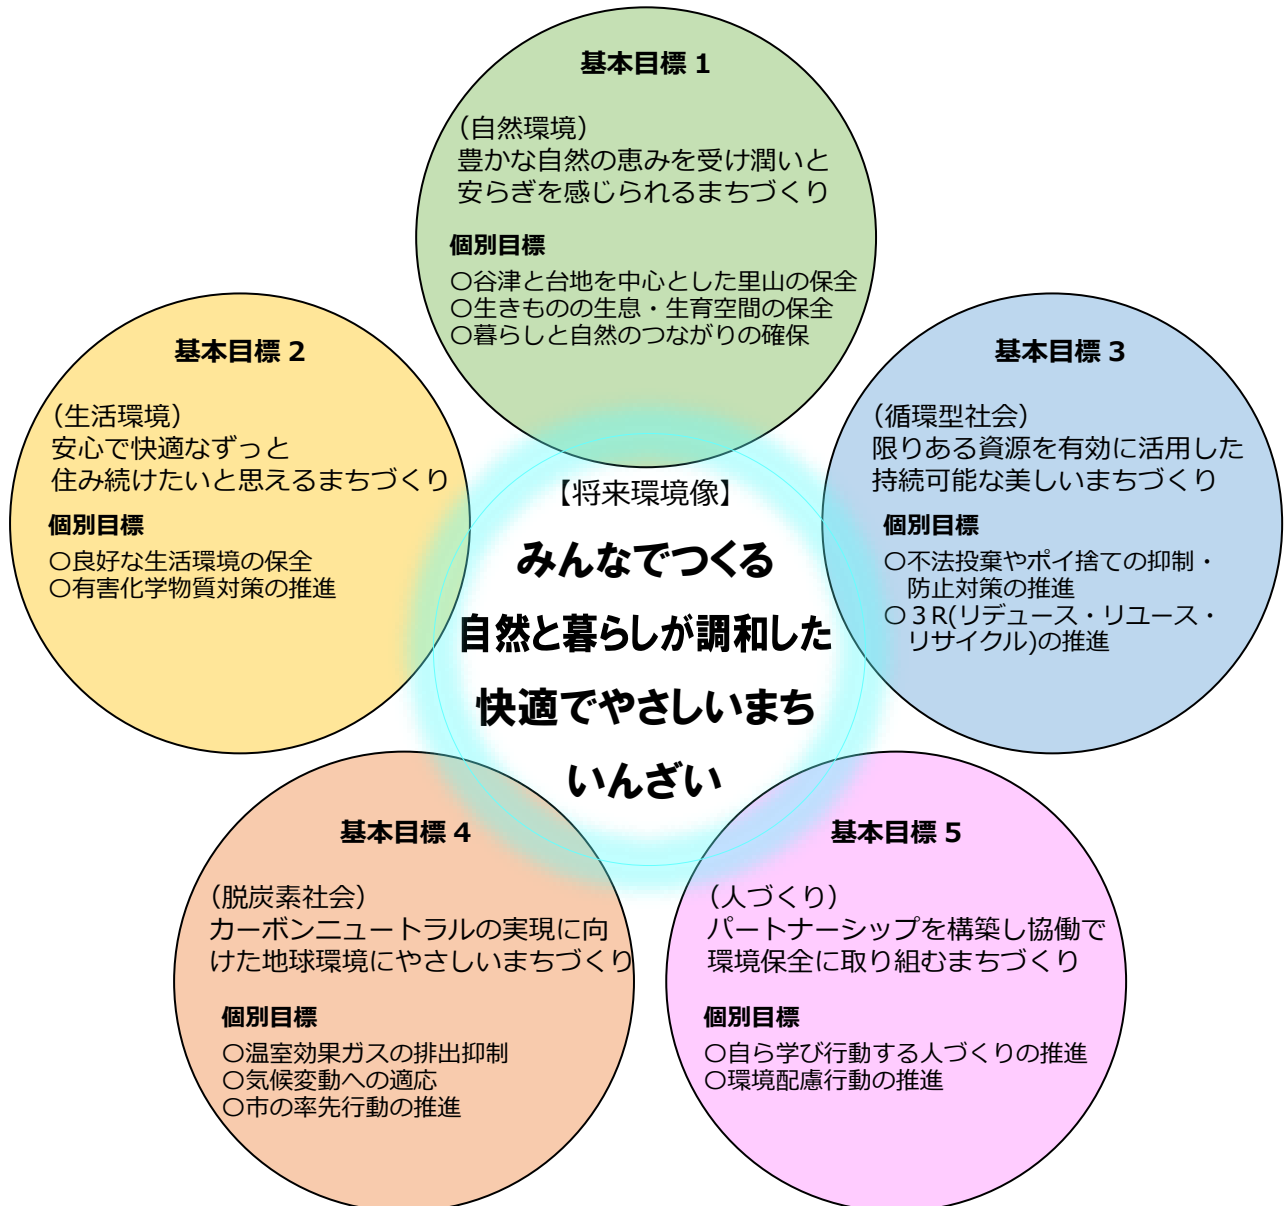 基本目標 1
（自然環境）
豊かな自然の恵みを受け潤いと
安らぎを感じられるまちづくり
個別目標
〇谷津と台地を中心とした里山の保全
〇生きものの生息・生育空間の保全
〇暮らしと自然のつながりの確保
基本目標 2
（生活環境）
安心で快適なずっと
住み続けたいと思えるまちづくり
個別目標
〇良好な生活環境の保全
〇有害化学物質対策の推進
基本目標 3
（循環型社会）
限りある資源を有効に活用した
持続可能な美しいまちづくり
個別目標
〇不法投棄やポイ捨ての抑制・
防止対策の推進
〇３R(リデュース・リユース・
リサイクル)の推進
【将来環境像】
みんなでつくる
自然と暮らしが調和した
快適でやさしいまち
いんざい
基本目標 4
（脱炭素社会）
カーボンニュートラルの実現に向
けた地球環境にやさしいまちづくり
個別目標
〇温室効果ガスの排出抑制
〇気候変動への適応
〇市の率先行動の推進
基本目標 5
（人づくり）
パートナーシップを構築し協働で
環境保全に取り組むまちづくり
個別目標
〇自ら学び行動する人づくりの推進
〇環境配慮行動の推進